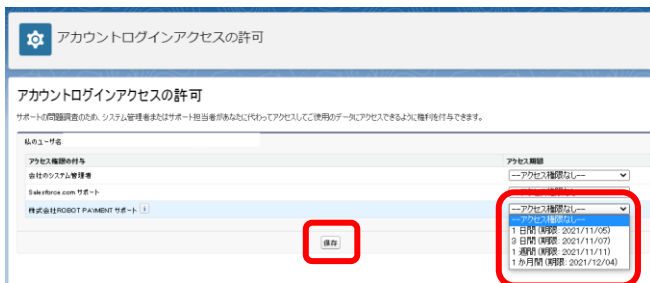 アカウントログインアクセスの許可
アカウントログインアクセスの許可
サポートの問題調査のため、システム管理者またはサポート担当者があなたに代わってアクセスしてご使用のデータにアクセスできるように権利を付与できます。
私のユーザ名
アクセス権限の付与 アクセス期間
会社のシステム管理者 --アクセス権限なし--
Salesforce.com サポート --アクセス権限なし--
株式会社ROBOT PAYMENT サポート i --アクセス権限なし--
--アクセス権限なし--
1 日間 (期限: 2021/11/05)
3 日間 (期限: 2021/11/07)
1 週間 (期限: 2021/11/11)
1 か月間 (期限: 2021/12/04)
保存